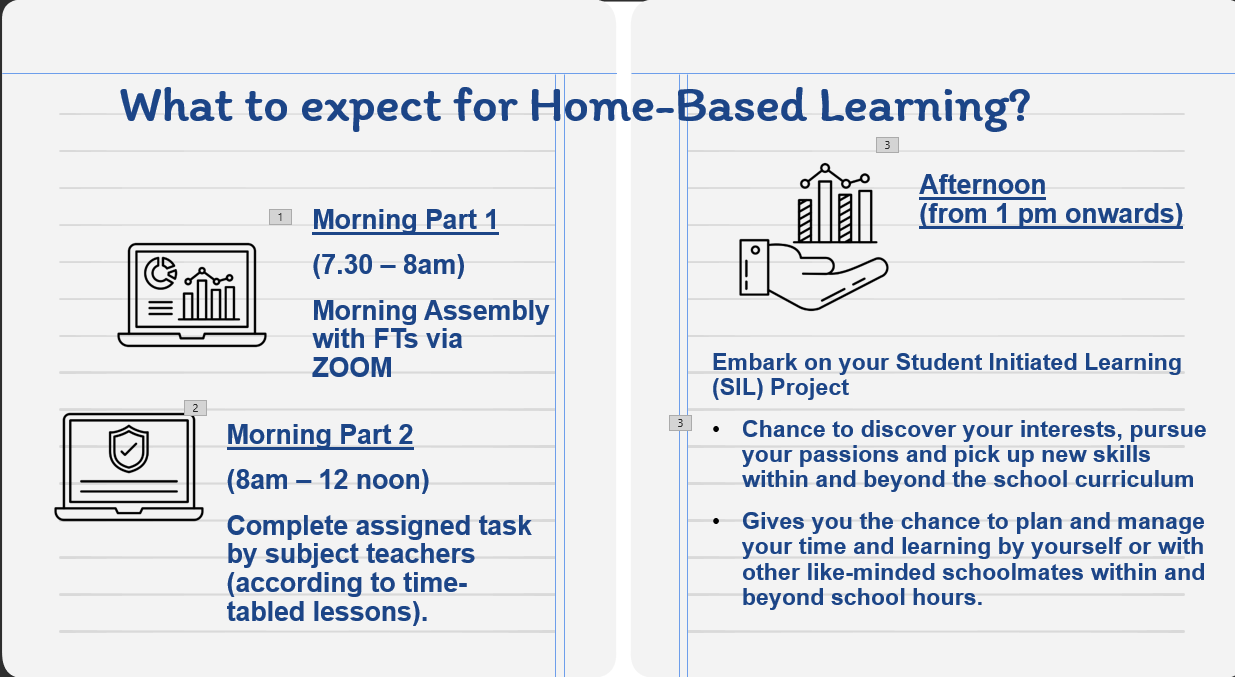 What to expect for Home-Based Learning?
1
Morning Part 1
(7.30 – 8am)
Morning Assembly
with FTs via
ZOOM
2
Morning Part 2
(8am – 12 noon)
Complete assigned task
by subject teachers
(according to time-
tabled lessons).
3
Afternoon
(from 1 pm onwards)
Embark on your Student Initiated Learning
(SIL) Project
3
• Chance to discover your interests, pursue
your passions and pick up new skills
within and beyond the school curriculum
• Gives you the chance to plan and manage
your time and learning by yourself or with
other like-minded schoolmates within and
beyond school hours.